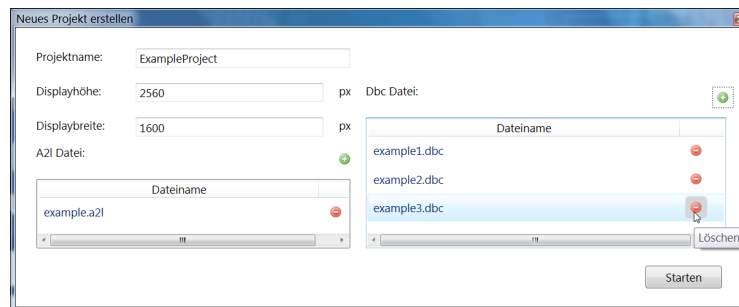 Neues Projekt erstellen
Projektname: ExampleProject
Displayhöhe: 2560 px
Displaybreite: 1600 px
A2l Datei:
Dateiname
example.a2l
Dbc Datei:
Dateiname
example1.dbc
example2.dbc
example3.dbc
Löschen
Starten